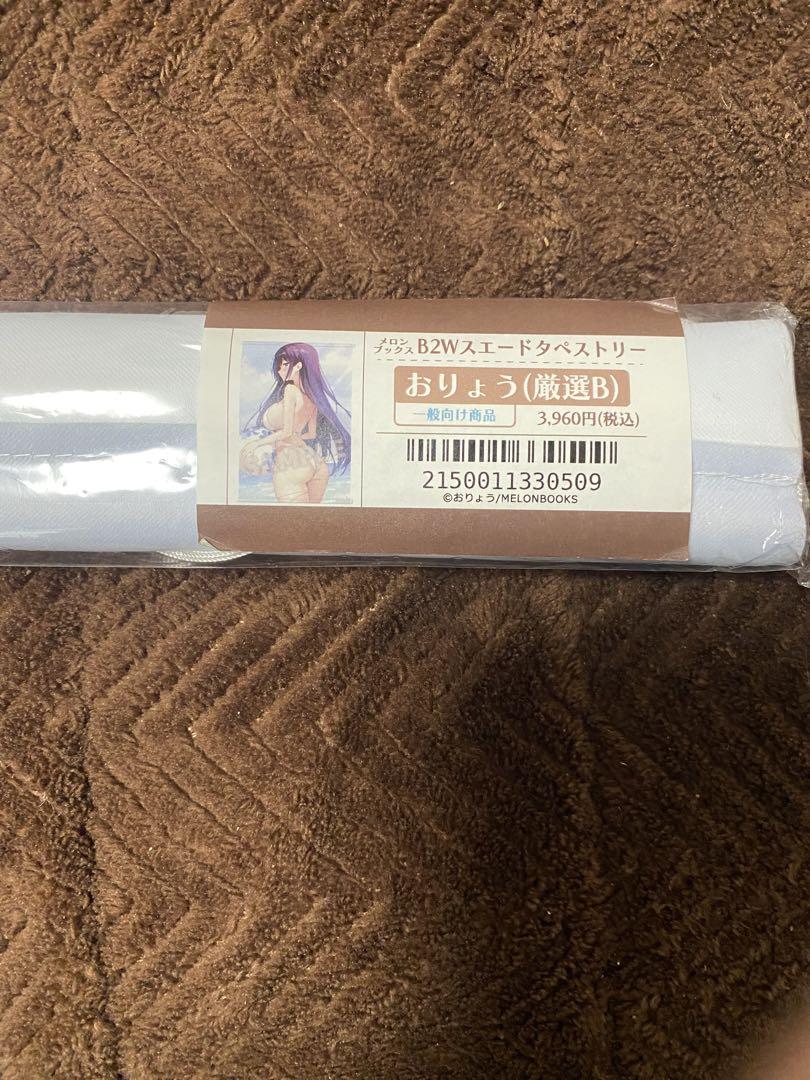 メロンブックス B2Wスエードタペストリー
おりょう(厳選B)
一般向け商品 3,960円(税込)
2150011330509
©おりょう/MELONBOOKS